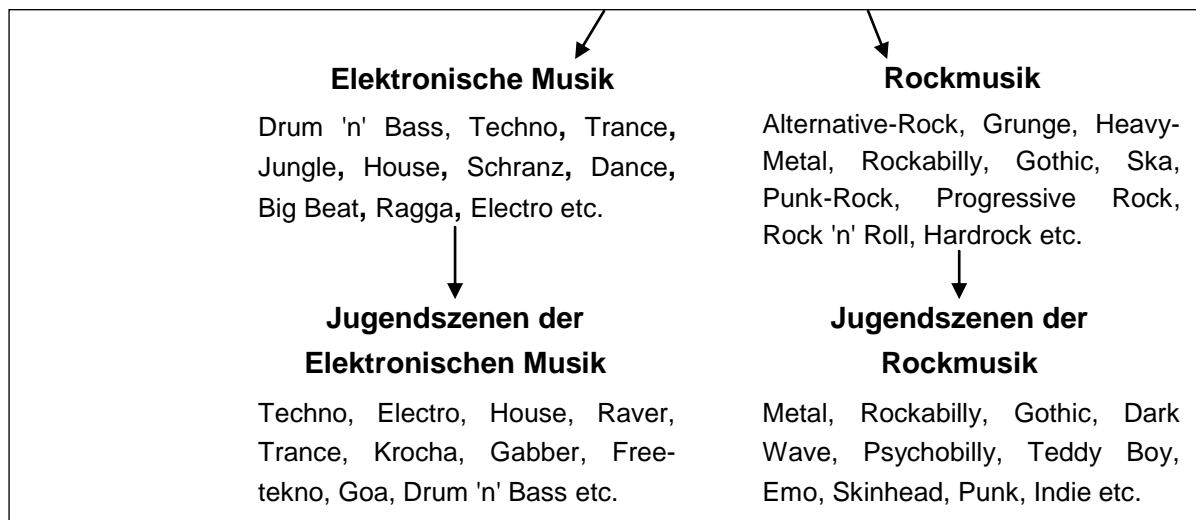 Elektronische Musik
Drum 'n' Bass, Techno, Trance,
Jungle, House, Schranz, Dance,
Big Beat, Ragga, Electro etc.
Jugendszenen der
Elektronischen Musik
Techno, Electro, House, Raver,
Trance, Krocha, Gabber, Free-
tekno, Goa, Drum 'n' Bass etc.
Rockmusik
Alternative-Rock, Grunge, Heavy-
Metal, Rockabilly, Gothic, Ska,
Punk-Rock, Progressive Rock,
Rock 'n' Roll, Hardrock etc.
Jugendszenen der
Rockmusik
Metal, Rockabilly, Gothic, Dark
Wave, Psychobilly, Teddy Boy,
Emo, Skinhead, Punk, Indie etc.